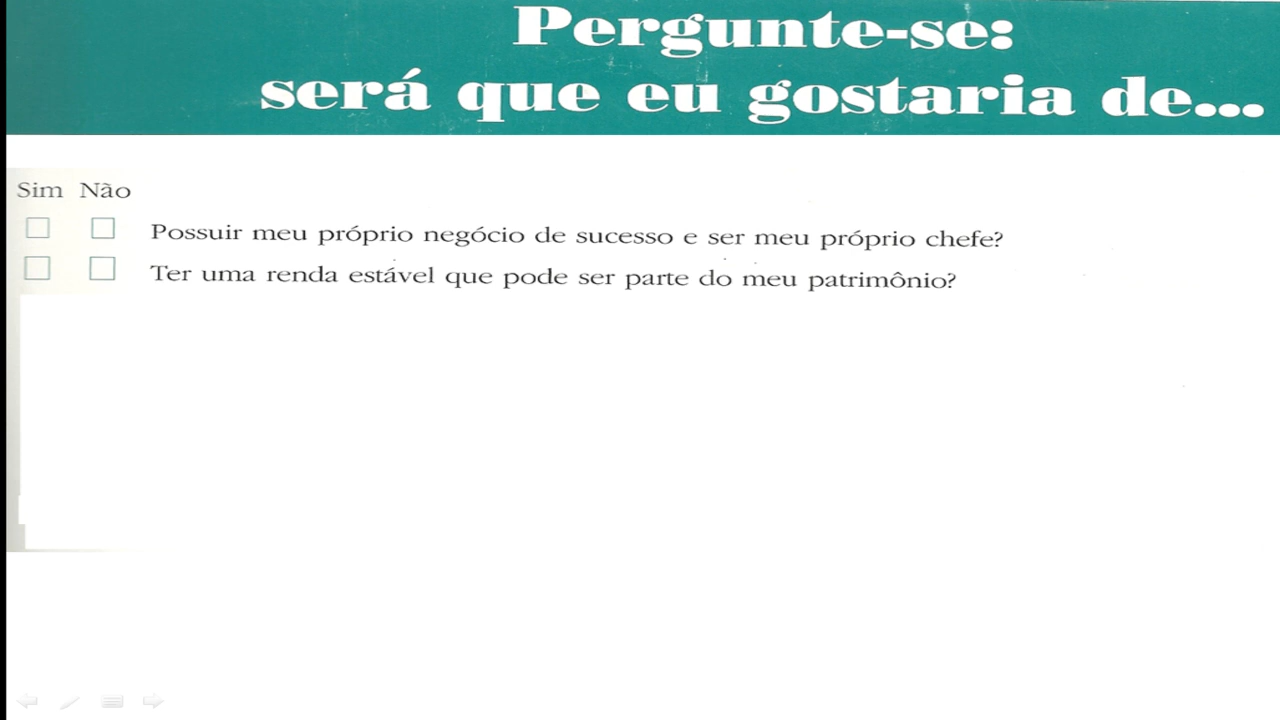 Pergunte-se:
será que eu gostaria de...
Sim Não
Possuir meu próprio negócio de sucesso e ser meu próprio chefe?
Ter uma renda estável que pode ser parte do meu patrimônio?